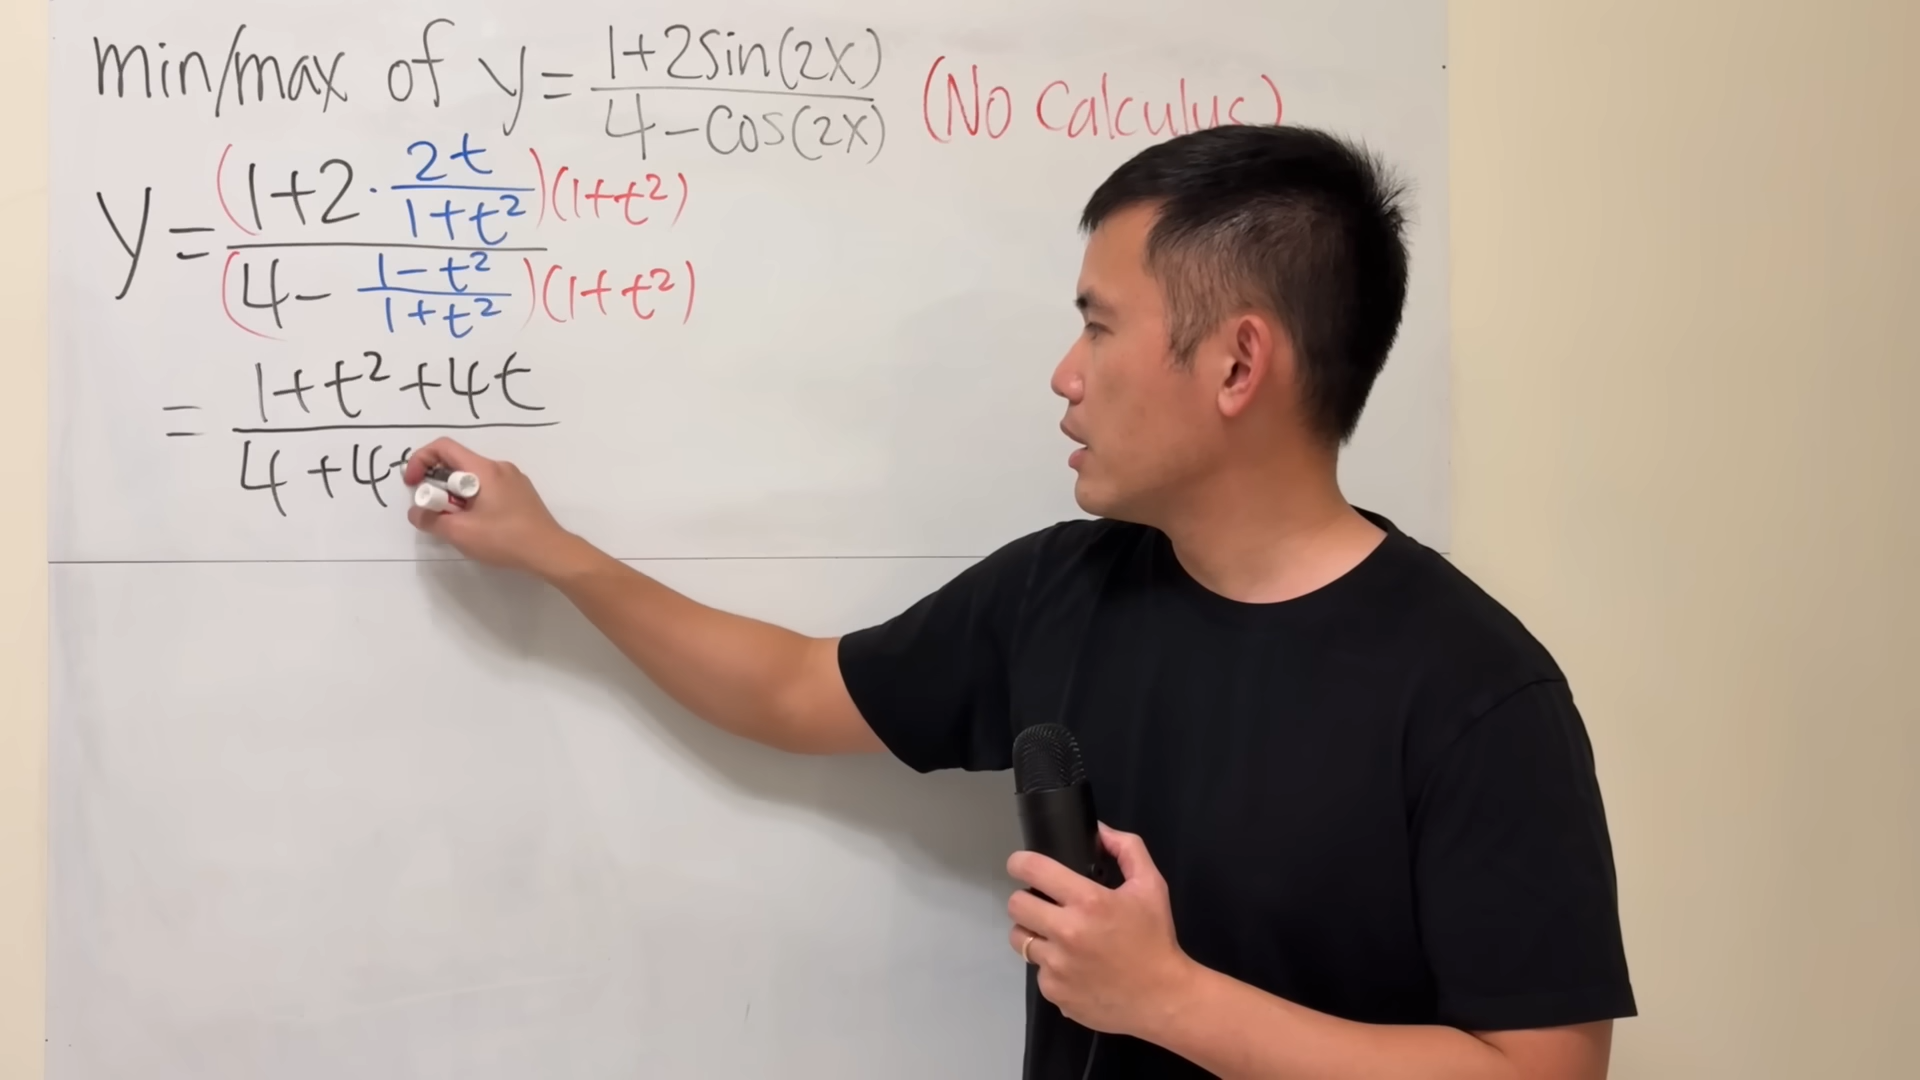 min/max of y = (1+2sin(2x))/(4-cos(2x)) (No Calculus)
y = ((1+2·2t/(1+t²))(1+t²))/((4-(1-t²)/(1+t²))(1+t²))
= (1+t²+4t)/(4+4